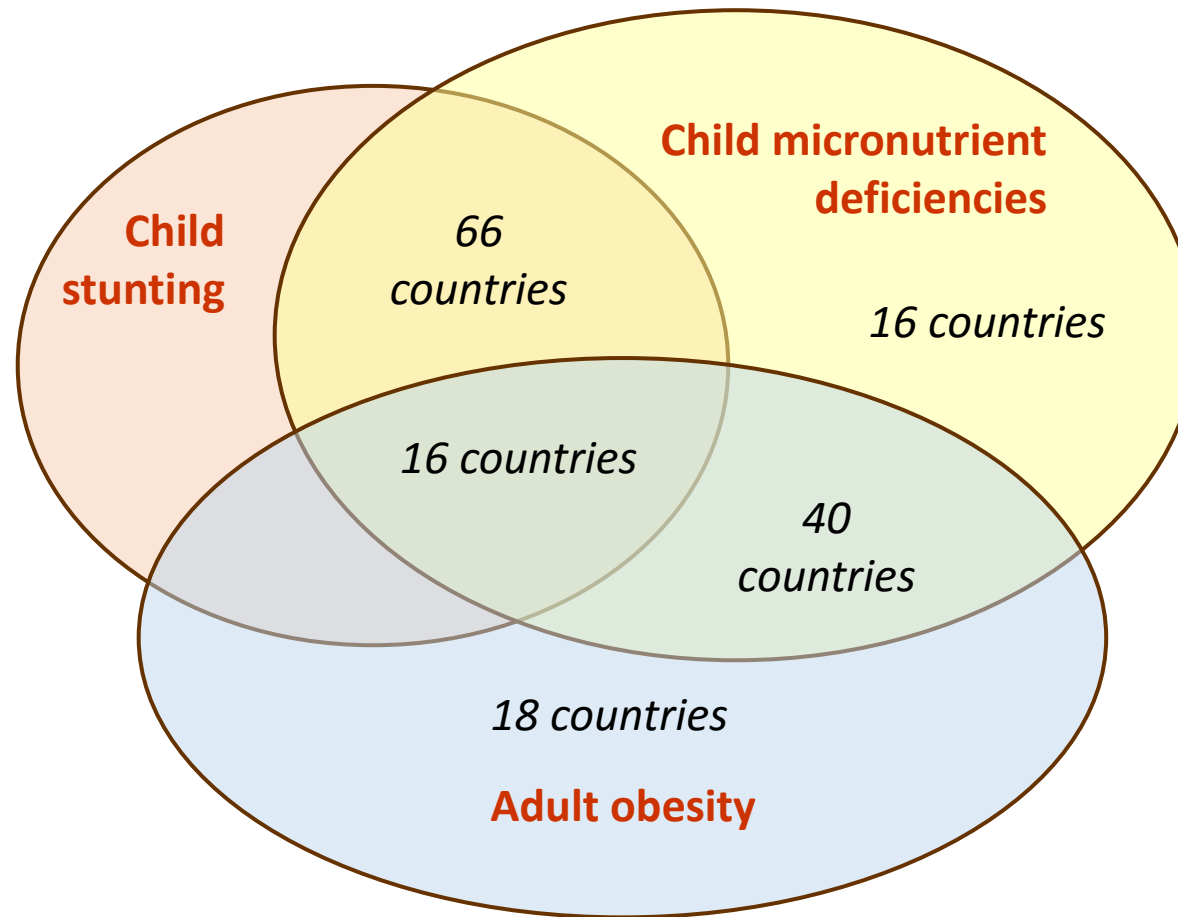 Child micronutrient
deficiencies
Child
stunting
66
countries
16 countries
16 countries
40
countries
18 countries
Adult obesity